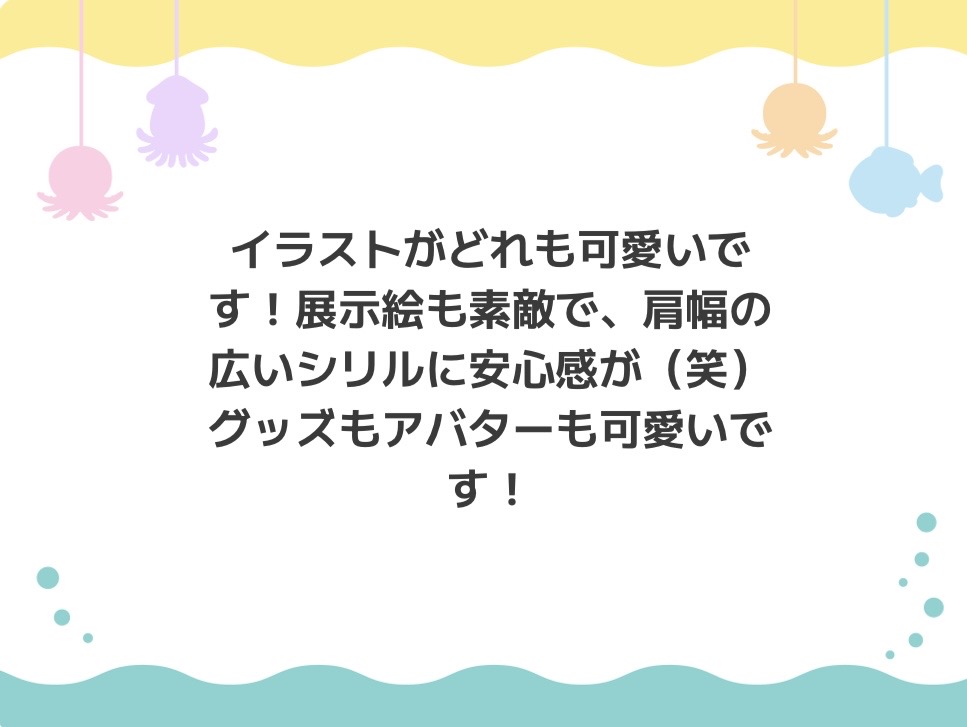 イラストがどれも可愛いで
す！展示絵も素敵で、肩幅の
広いシリルに安心感が（笑）
グッズもアバターも可愛いで
す！